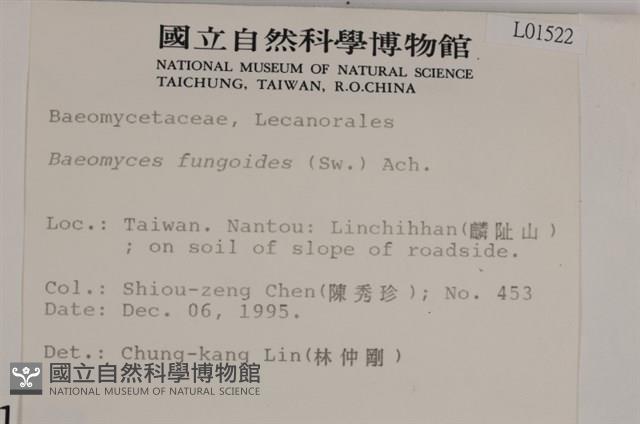 L01522
國立自然科學博物館
NATIONAL MUSEUM OF NATURAL SCIENCE
TAICHUNG, TAIWAN, R.O.CHINA
Baeomycetaceae, Lecanorales
Baeomyces fungoides (Sw.) Ach.
Loc.: Taiwan. Nantou: Linchihhan(麟趾山)
; on soil of slope of roadside.
Col.: Shiou-zeng Chen(陳秀珍); No. 453
Date: Dec. 06, 1995.
Det.: Chung-kang Lin(林仲剛)
國立自然科學博物館
NATIONAL MUSEUM OF NATURAL SCIENCE
1